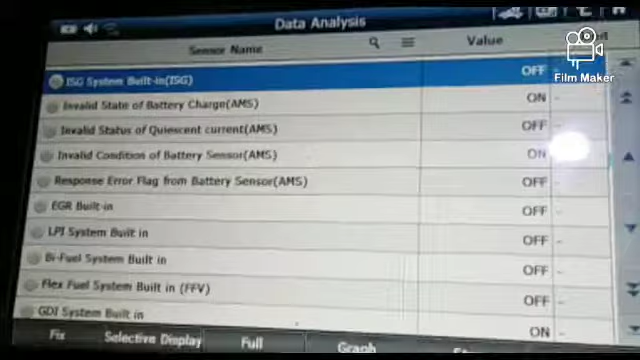 Data Analysis
Sensor Name
Value
Film Maker
ISG System Built-in(ISG) OFF -
Invalid State of Battery Charge(AMS) ON -
Invalid Status of Quiescent current(AMS) OFF -
Invalid Condition of Battery Sensor(AMS) ON
Response Error Flag from Battery Sensor(AMS) OFF -
EGR Built-in OFF -
LPI System Built in OFF -
Bi-Fuel System Built in OFF -
Flex Fuel System Built in (FFV) OFF -
GDI System Built in ON -
Fix Selective Display Full Graph